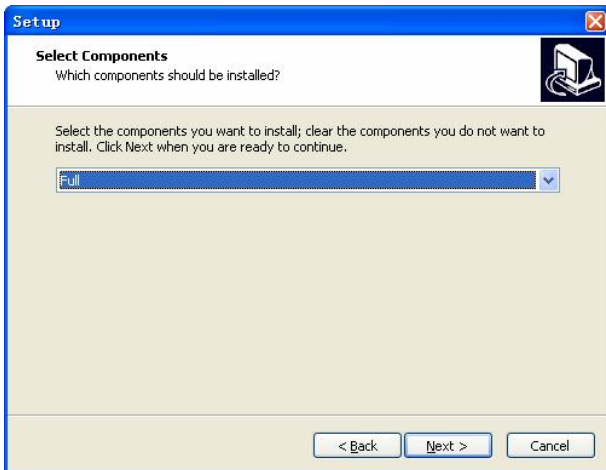 Setup
Select Components
Which components should be installed?
Select the components you want to install; clear the components you do not want to
install. Click Next when you are ready to continue.
Full
< Back
Next >
Cancel